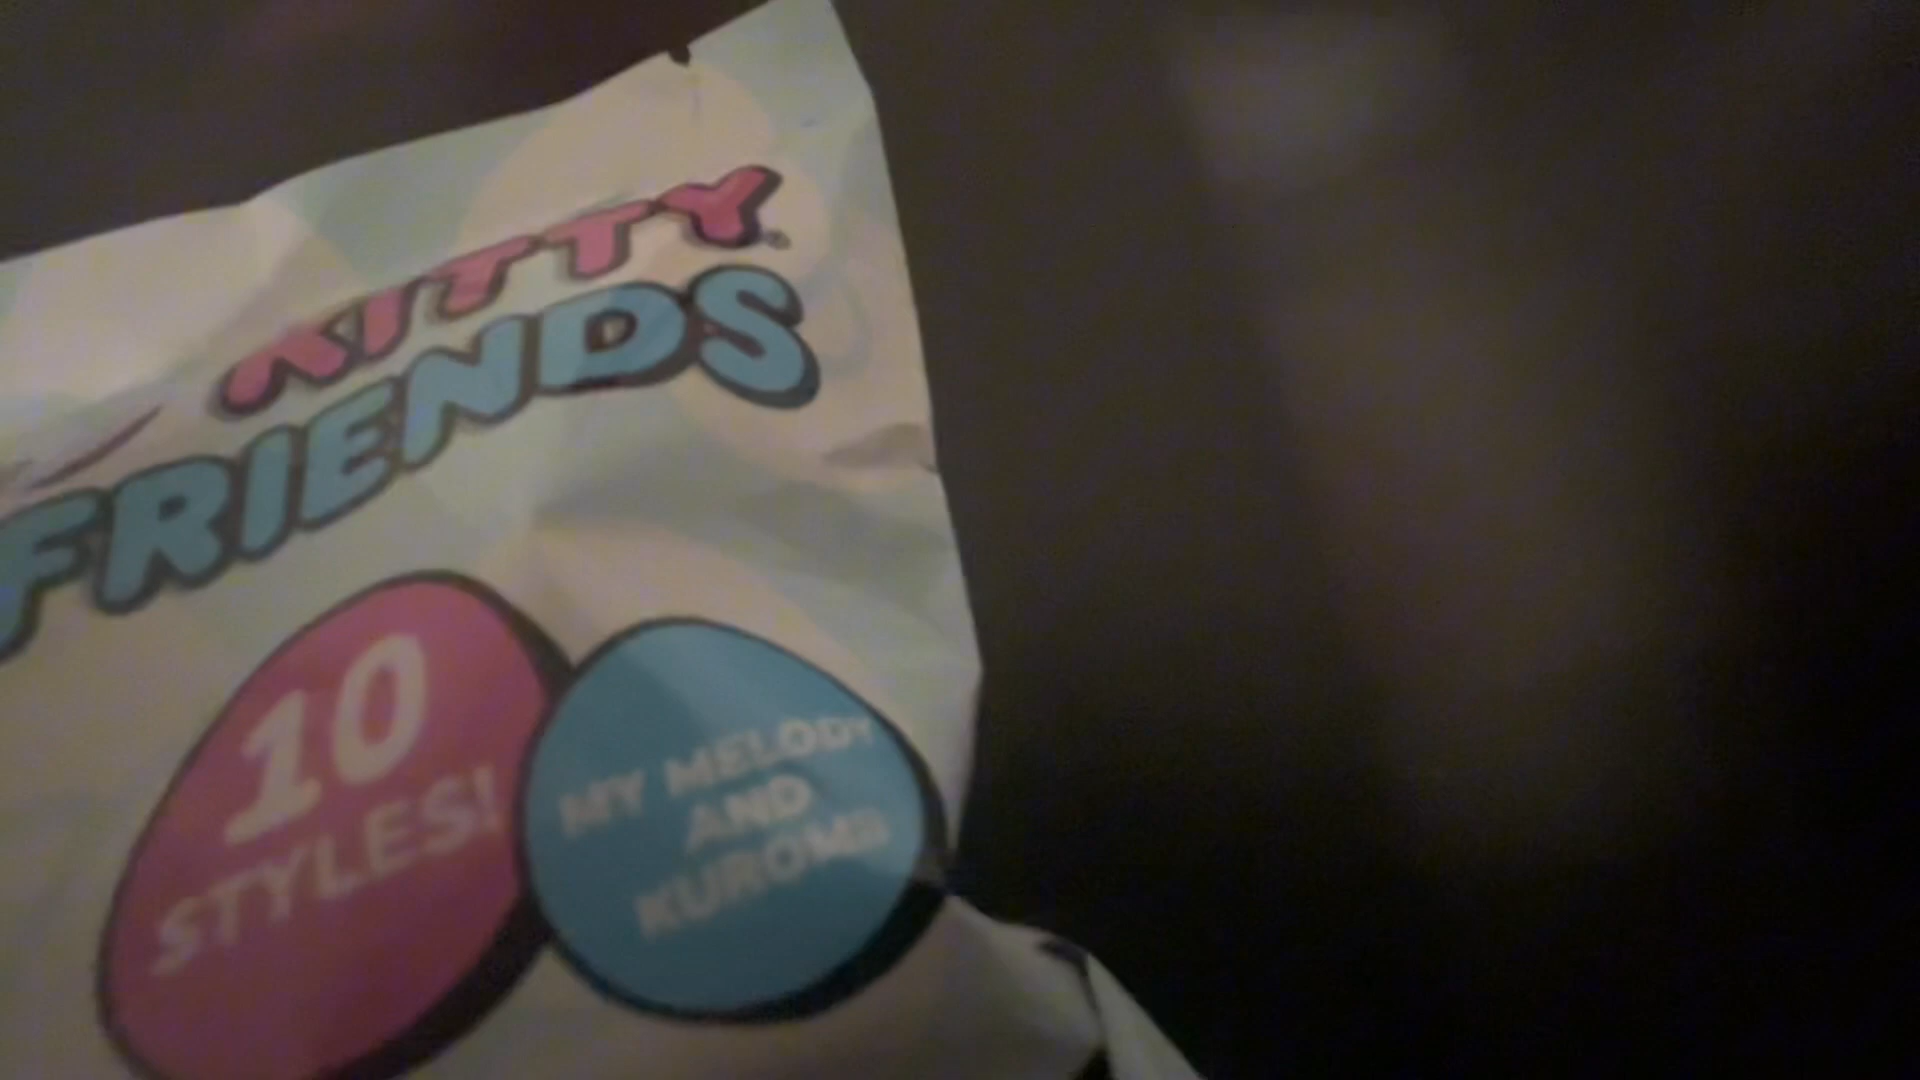 KITTY
FRIENDS
10
STYLES!
MY MELODY
AND
KUROMI